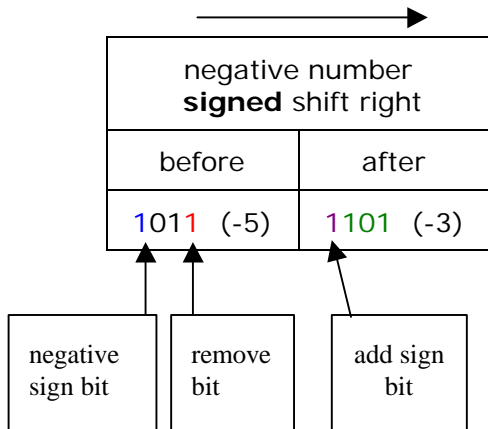 negative number
signed shift right
before after
1011 (-5) 1101 (-3)
negative
sign bit
remove
bit
add sign
bit